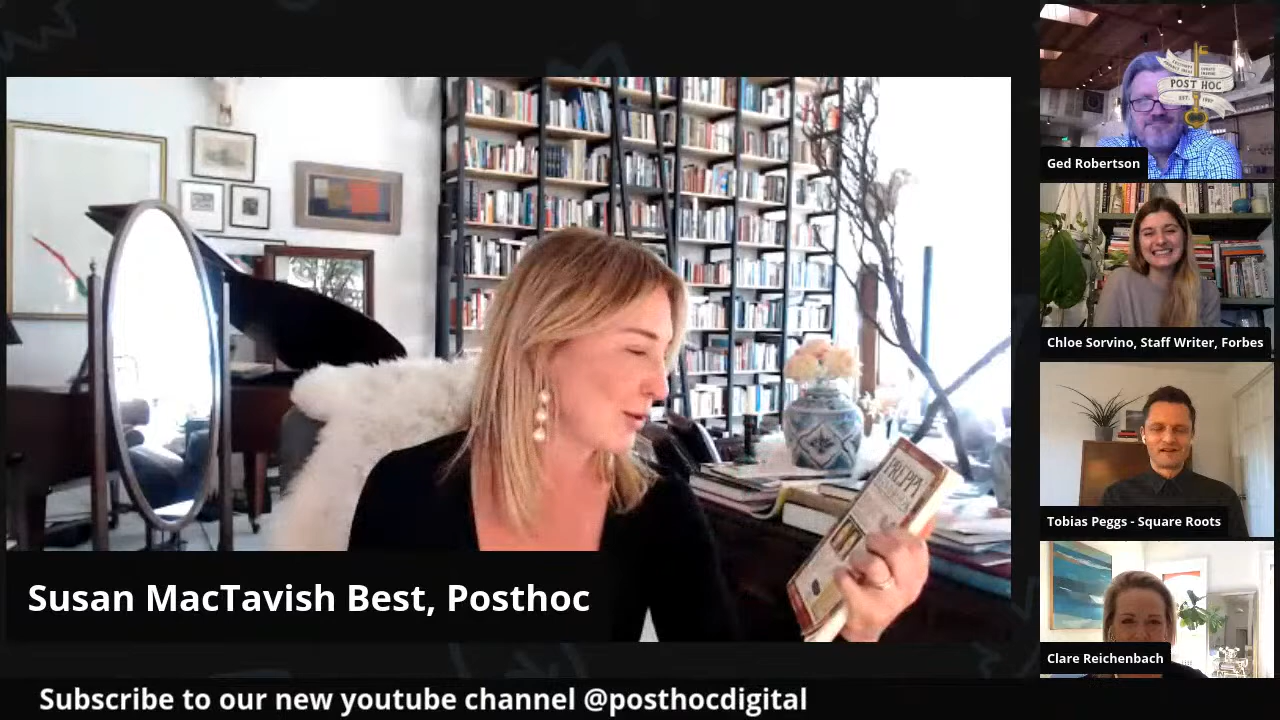 Susan MacTavish Best, Posthoc
Subscribe to our new youtube channel @posthocdigital
POST HOC
Ged Robertson
Chloe Sorvino, Staff Writer, Forbes
Tobias Peggs - Square Roots
Clare Reichenbach
PREPPY